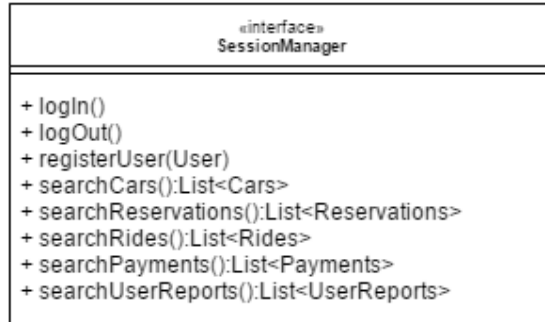 «interface»
SessionManager
+ logIn()
+ logOut()
+ registerUser(User)
+ searchCars():List<Cars>
+ searchReservations():List<Reservations>
+ searchRides():List<Rides>
+ searchPayments():List<Payments>
+ searchUserReports():List<UserReports>